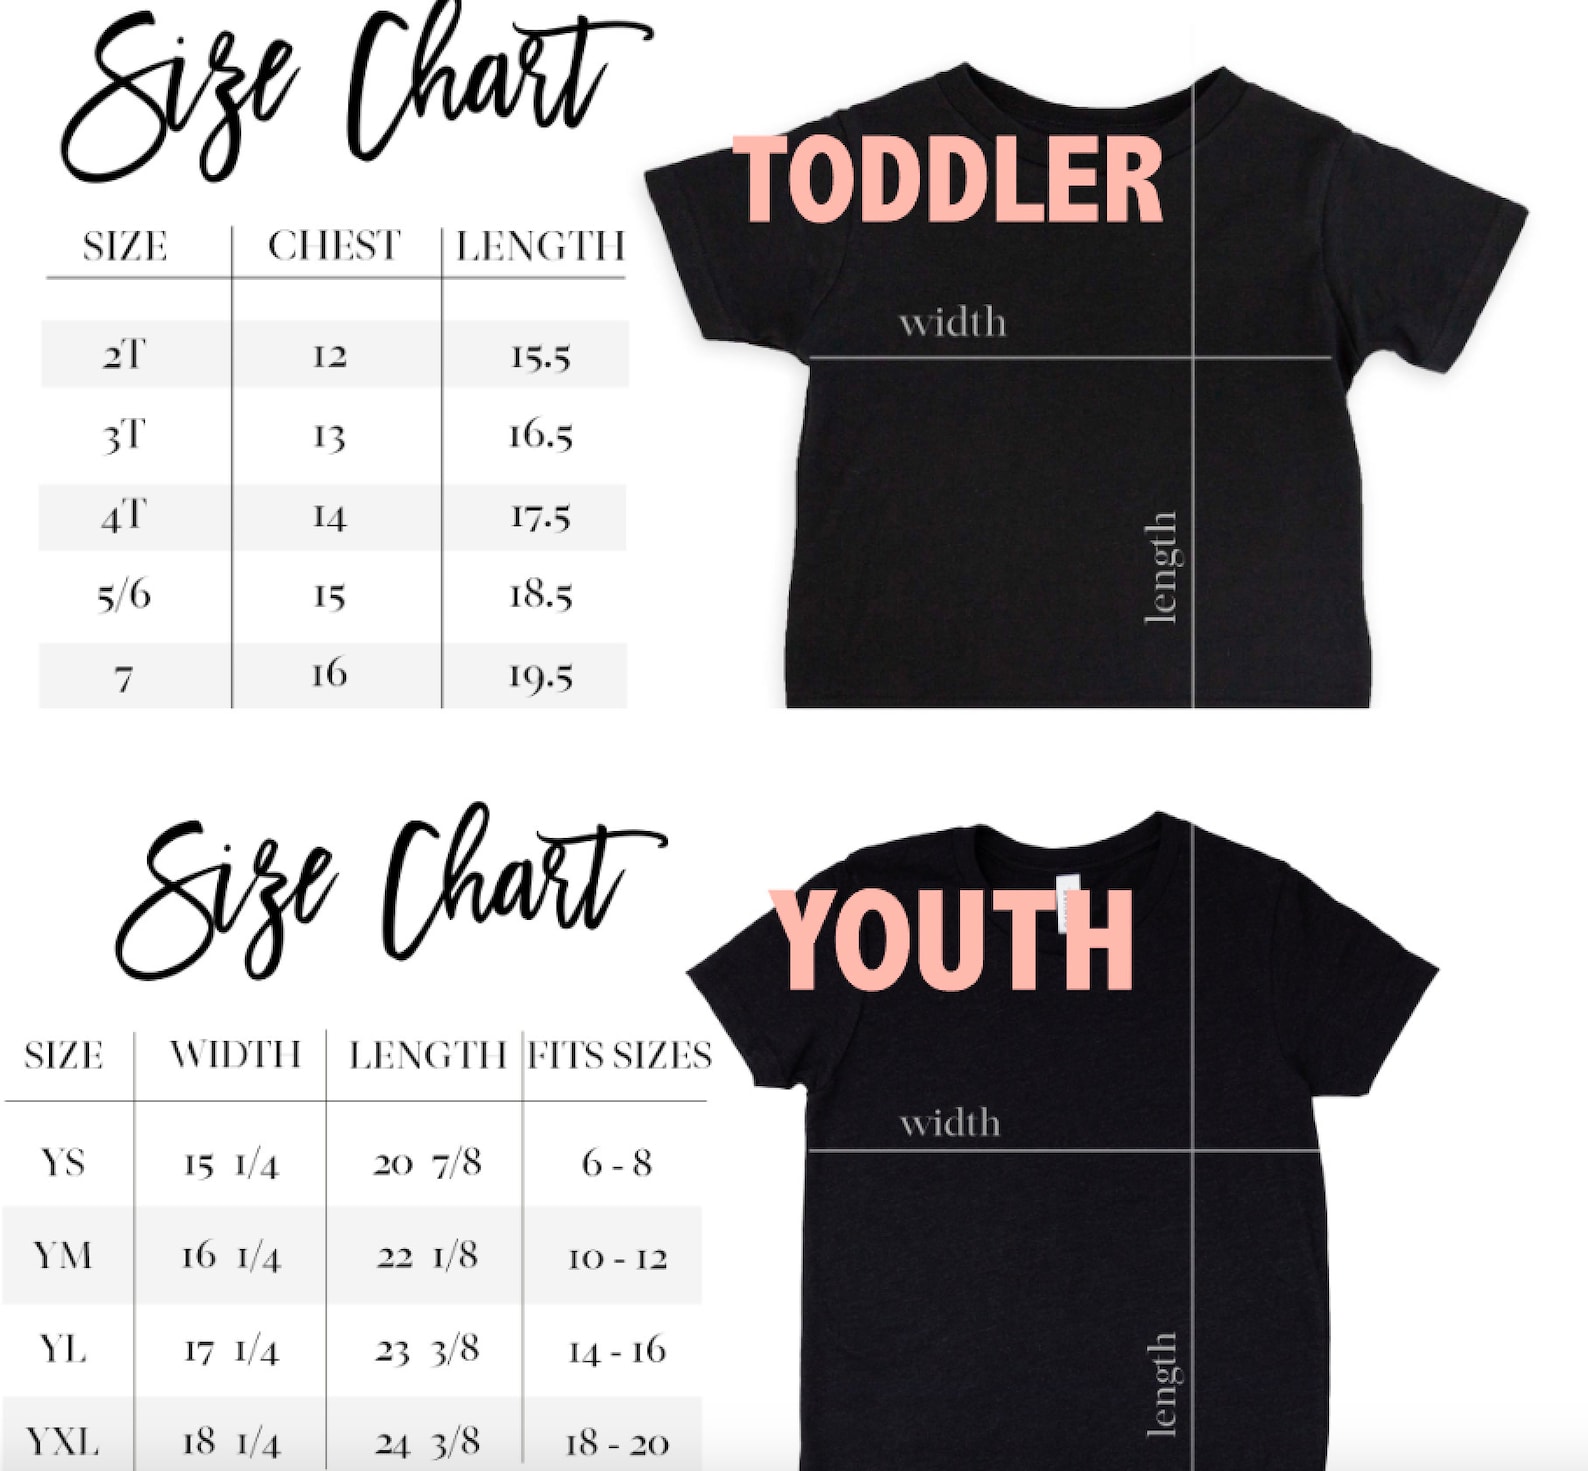 Size Chart
TODDLER
SIZE CHEST LENGTH
width
2T 12 15.5
3T 13 16.5
4T 14 17.5
length
5/6 15 18.5
7 16 19.5
Size Chart
YOUTH
SIZE WIDTH LENGTH FITS SIZES
width
YS 15 1/4 20 7/8 6 - 8
YM 16 1/4 22 1/8 10 - 12
YL 17 1/4 23 3/8 14 - 16
length
YXL 18 1/4 24 3/8 18 - 20